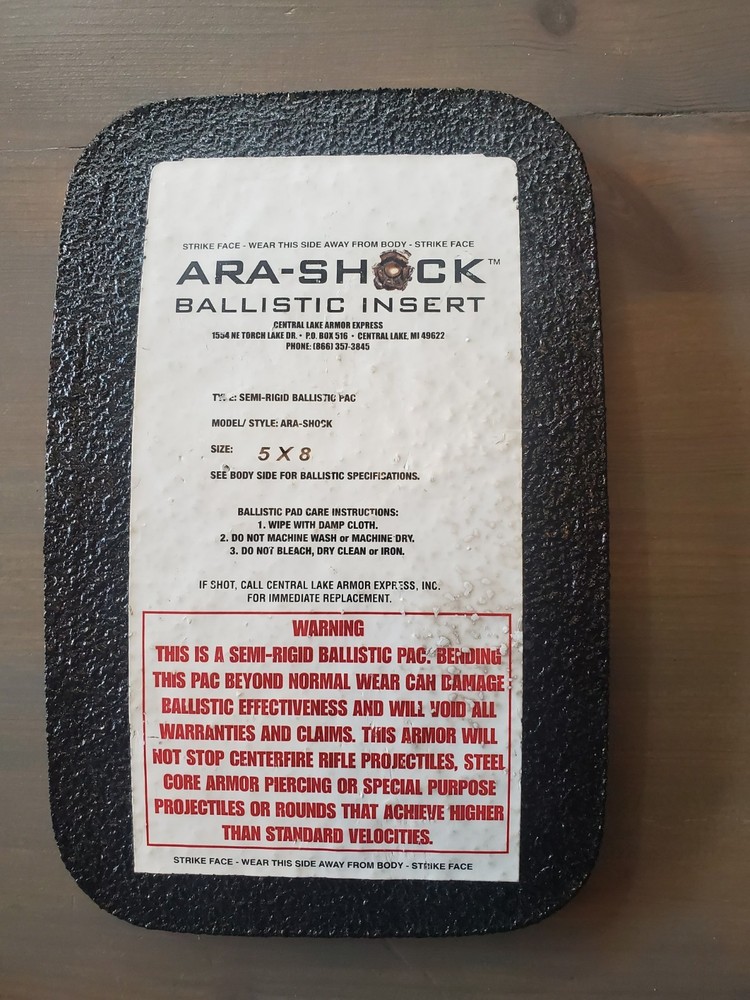 STRIKE FACE - WEAR THIS SIDE AWAY FROM BODY - STRIKE FACE
ARA-SHOCK™
BALLISTIC INSERT
CENTRAL LAKE ARMOR EXPRESS
1554 NE TORCH LAKE DR. • P.O. BOX 516 • CENTRAL LAKE, MI 49622
PHONE: (866) 357-3845
TYPE: SEMI-RIGID BALLISTIC PAC
MODEL/ STYLE: ARA-SHOCK
SIZE: 5 X 8
SEE BODY SIDE FOR BALLISTIC SPECIFICATIONS.
BALLISTIC PAD CARE INSTRUCTIONS:
1. WIPE WITH DAMP CLOTH.
2. DO NOT MACHINE WASH or MACHINE DRY.
3. DO NOT BLEACH, DRY CLEAN or IRON.
IF SHOT, CALL CENTRAL LAKE ARMOR EXPRESS, INC.
FOR IMMEDIATE REPLACEMENT.
WARNING
THIS IS A SEMI-RIGID BALLISTIC PAC. BENDING
THIS PAC BEYOND NORMAL WEAR CAN DAMAGE
BALLISTIC EFFECTIVENESS AND WILL VOID ALL
WARRANTIES AND CLAIMS. THIS ARMOR WILL
NOT STOP CENTERFIRE RIFLE PROJECTILES, STEEL
CORE ARMOR PIERCING OR SPECIAL PURPOSE
PROJECTILES OR ROUNDS THAT ACHIEVE HIGHER
THAN STANDARD VELOCITIES.
STRIKE FACE - WEAR THIS SIDE AWAY FROM BODY - STRIKE FACE